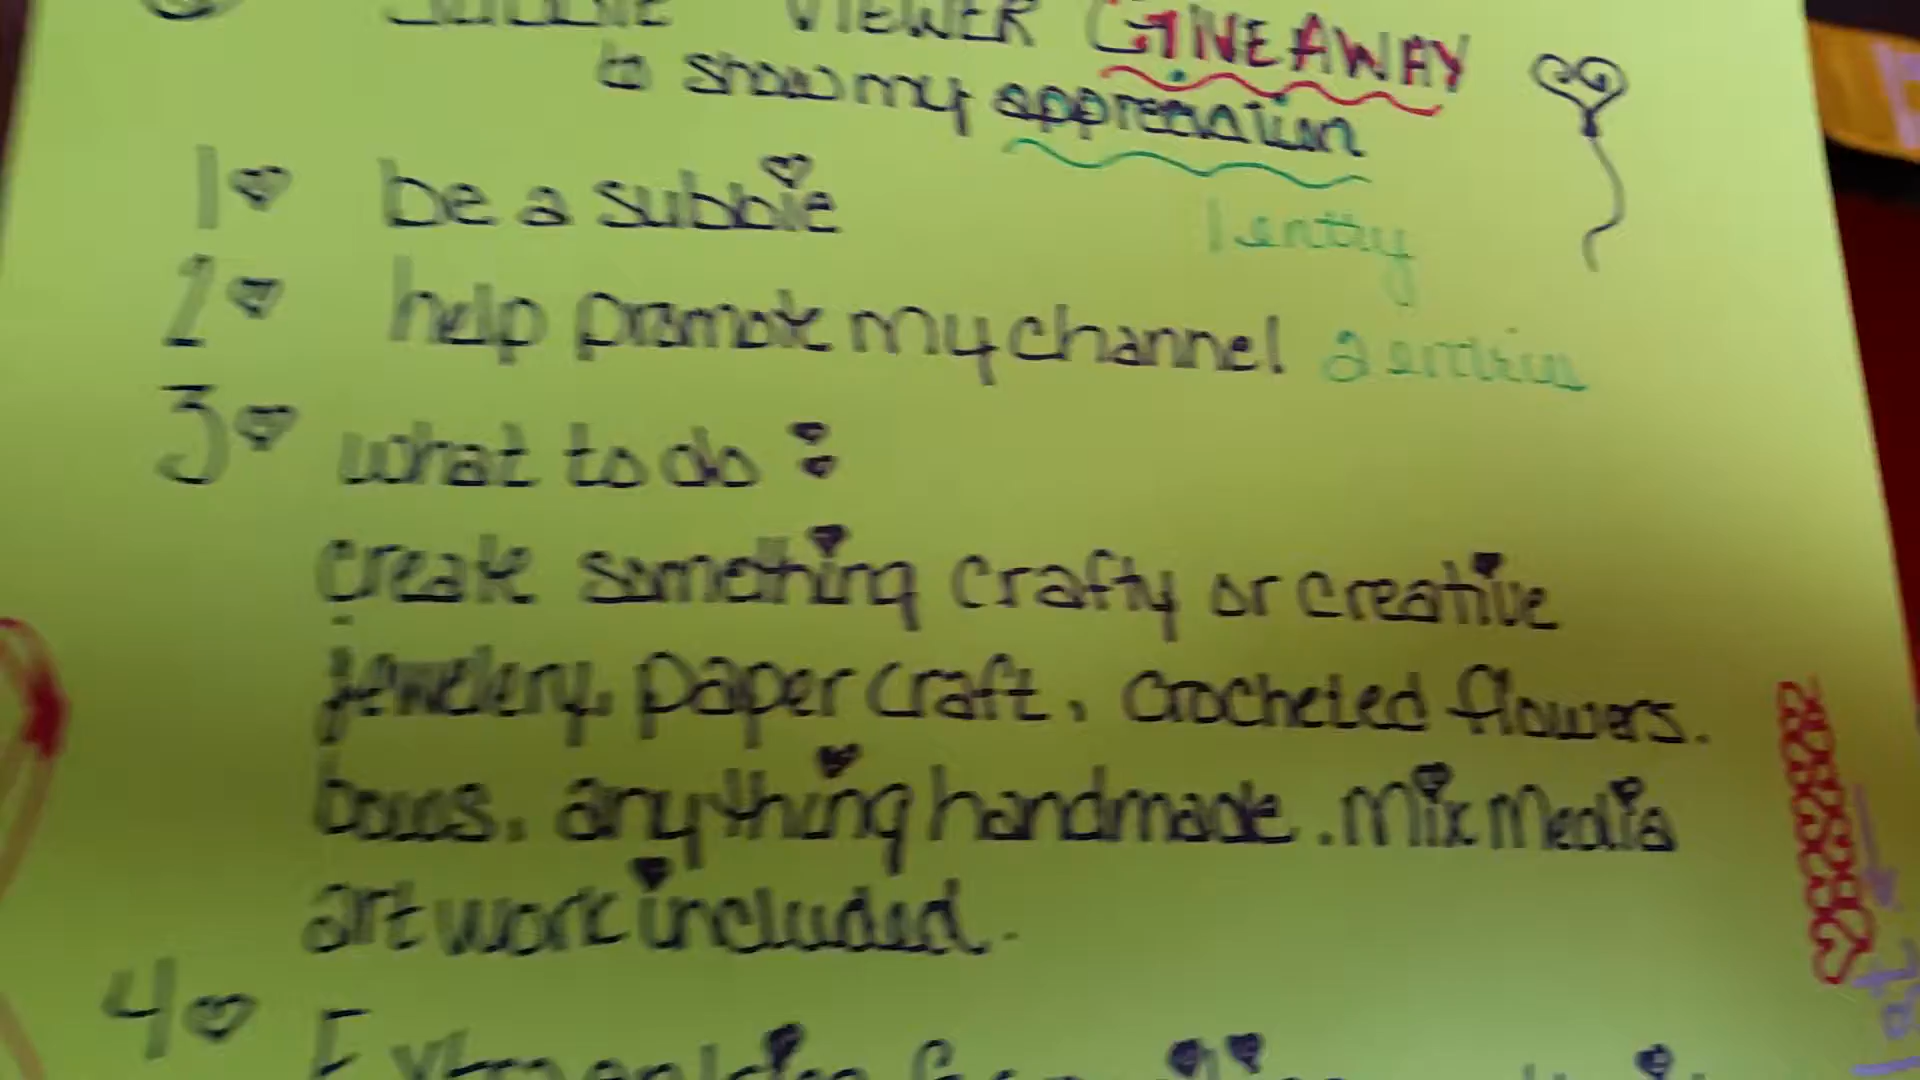 SUBBIE VIEWER GIVEAWAY
to show my appreciation
1 be a subbie 1 entry
2 help promote my channel 2 entries
3 what to do:
create something crafty or creative
jewelery, paper craft, crocheted flowers.
bows, anything handmade. Mix Media
art work included.
4 Extra